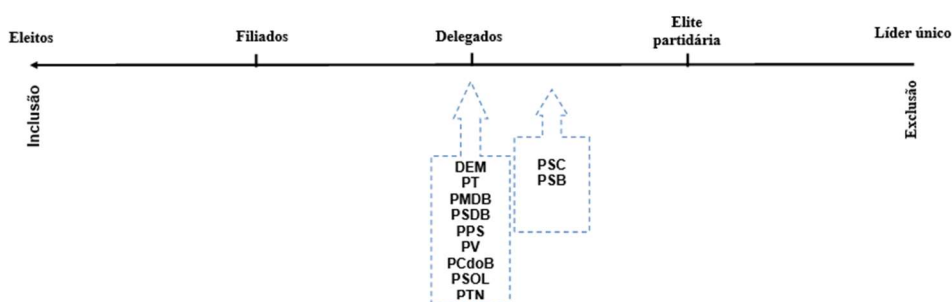 Eleitos
Filiados
Delegados
Elite
partidária
Líder único
Inclusão
Exclusão
DEM
PT
PMDB
PSDB
PPS
PV
PCdoB
PSOL
PTN
PSC
PSB